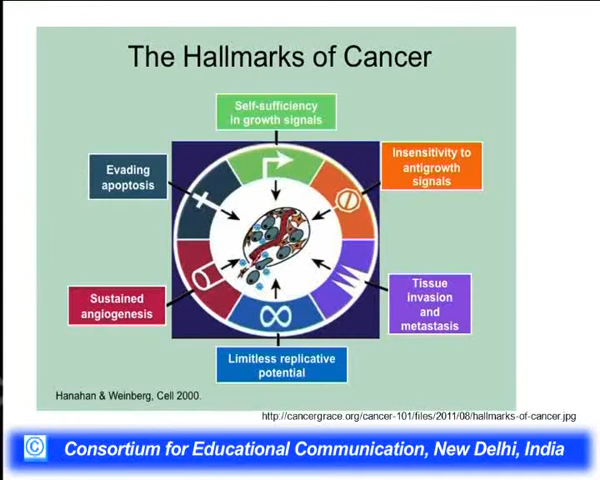 The Hallmarks of Cancer
Self-sufficiency
in growth signals
Evading
apoptosis
Insensitivity to
antigrowth
signals
Sustained
angiogenesis
Tissue
invasion
and
metastasis
Limitless replicative
potential
Hanahan & Weinberg, Cell 2000.
http://cancergrace.org/cancer-101/files/2011/08/hallmarks-of-cancer.jpg
© Consortium for Educational Communication, New Delhi, India